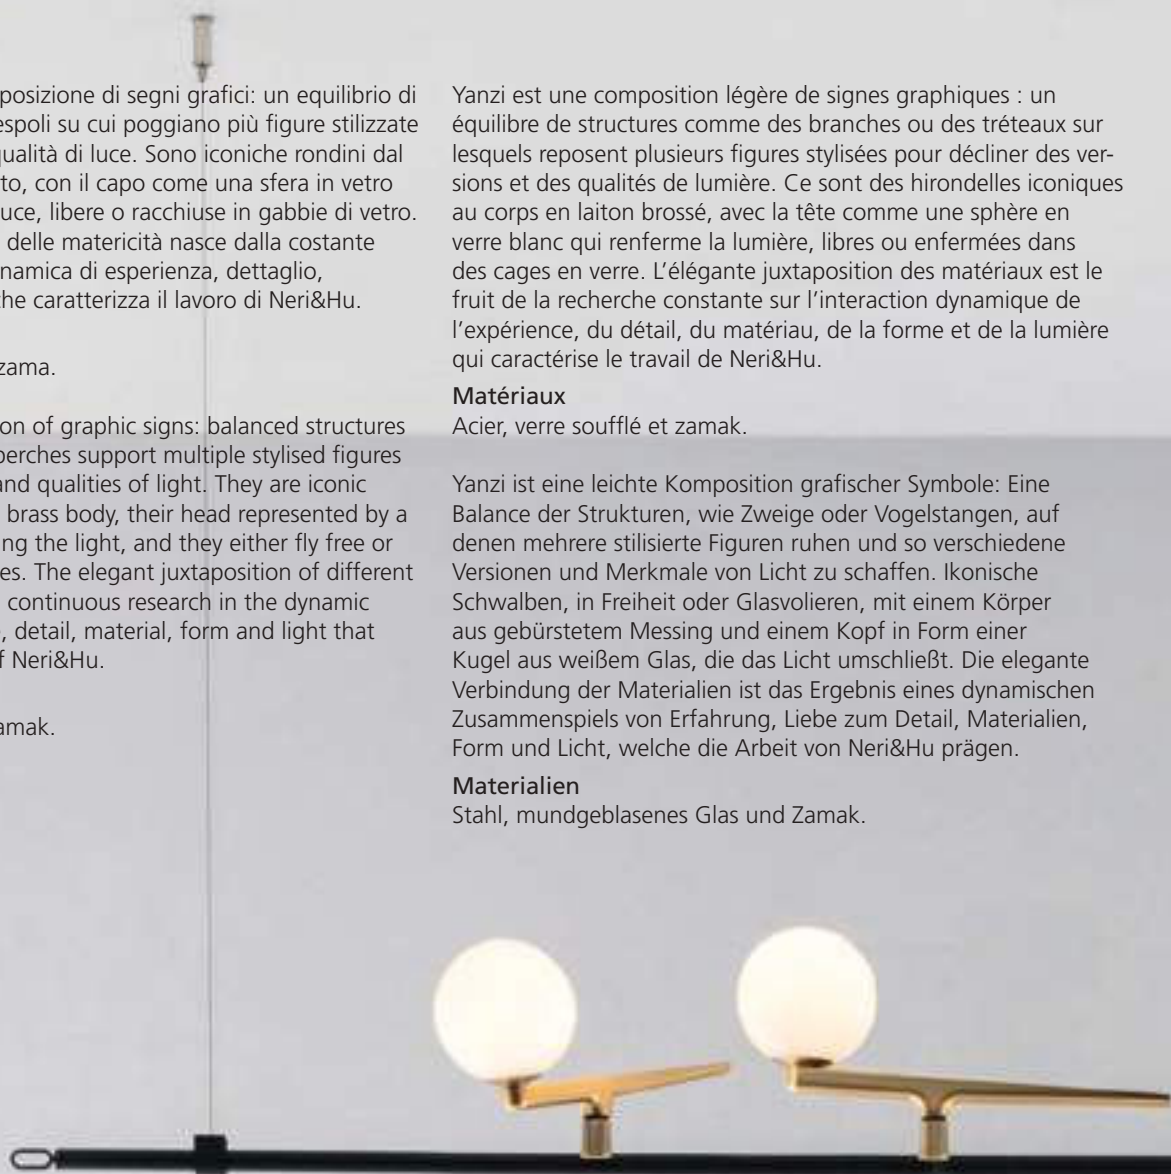 posizione di segni grafici: un equilibrio di
espoli su cui poggiano più figure stilizzate
qualità di luce. Sono iconiche rondini dal
to, con il capo come una sfera in vetro
uce, libere o racchiuse in gabbie di vetro.
delle matericità nasce dalla costante
namica di esperienza, dettaglio,
he caratterizza il lavoro di Neri&Hu.
zama.
on of graphic signs: balanced structures
perches support multiple stylised figures
and qualities of light. They are iconic
brass body, their head represented by a
ng the light, and they either fly free or
es. The elegant juxtaposition of different
continuous research in the dynamic
, detail, material, form and light that
f Neri&Hu.
amak.
Yanzi est une composition légère de signes graphiques : un
équilibre de structures comme des branches ou des tréteaux sur
lesquels reposent plusieurs figures stylisées pour décliner des ver-
sions et des qualités de lumière. Ce sont des hirondelles iconiques
au corps en laiton brossé, avec la tête comme une sphère en
verre blanc qui renferme la lumière, libres ou enfermées dans
des cages en verre. L’élégante juxtaposition des matériaux est le
fruit de la recherche constante sur l’interaction dynamique de
l’expérience, du détail, du matériau, de la forme et de la lumière
qui caractérise le travail de Neri&Hu.
Matériaux
Acier, verre soufflé et zamak.
Yanzi ist eine leichte Komposition grafischer Symbole: Eine
Balance der Strukturen, wie Zweige oder Vogelstangen, auf
denen mehrere stilisierte Figuren ruhen und so verschiedene
Versionen und Merkmale von Licht zu schaffen. Ikonische
Schwalben, in Freiheit oder Glasvolieren, mit einem Körper
aus gebürstetem Messing und einem Kopf in Form einer
Kugel aus weißem Glas, die das Licht umschließt. Die elegante
Verbindung der Materialien ist das Ergebnis eines dynamischen
Zusammenspiels von Erfahrung, Liebe zum Detail, Materialien,
Form und Licht, welche die Arbeit von Neri&Hu prägen.
Materialien
Stahl, mundgeblasenes Glas und Zamak.